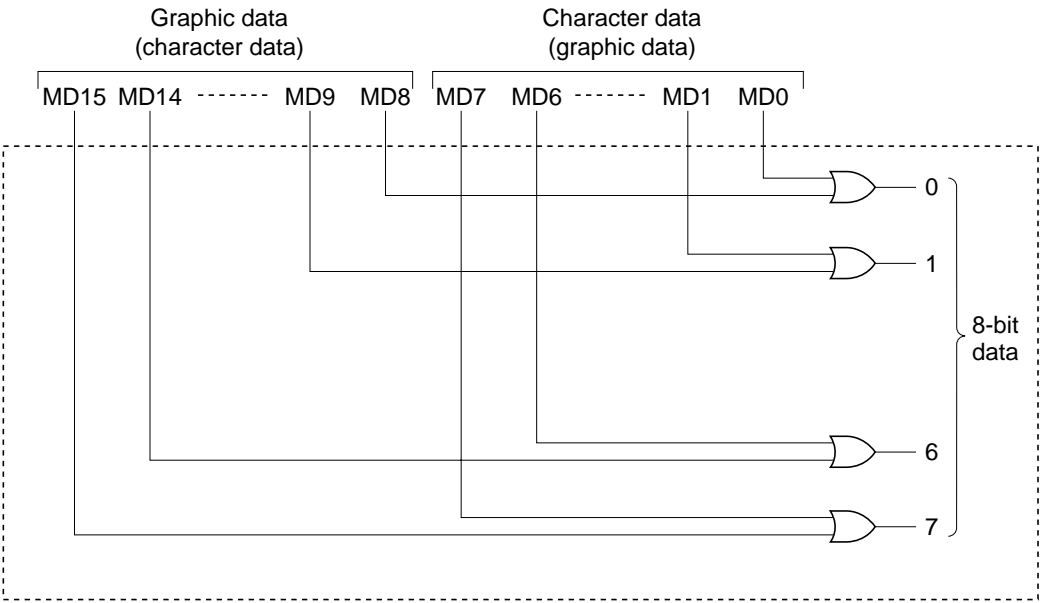 Graphic data
(character data)
Character data
(graphic data)
MD15 MD14 MD9 MD8 MD7 MD6 MD1 MD0
0
1
8-bit
data
6
7